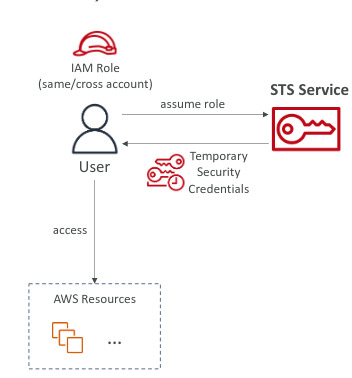 IAM Role
(same/cross account)
STS Service
assume role
User
Temporary
Security
Credentials
access
AWS Resources
...